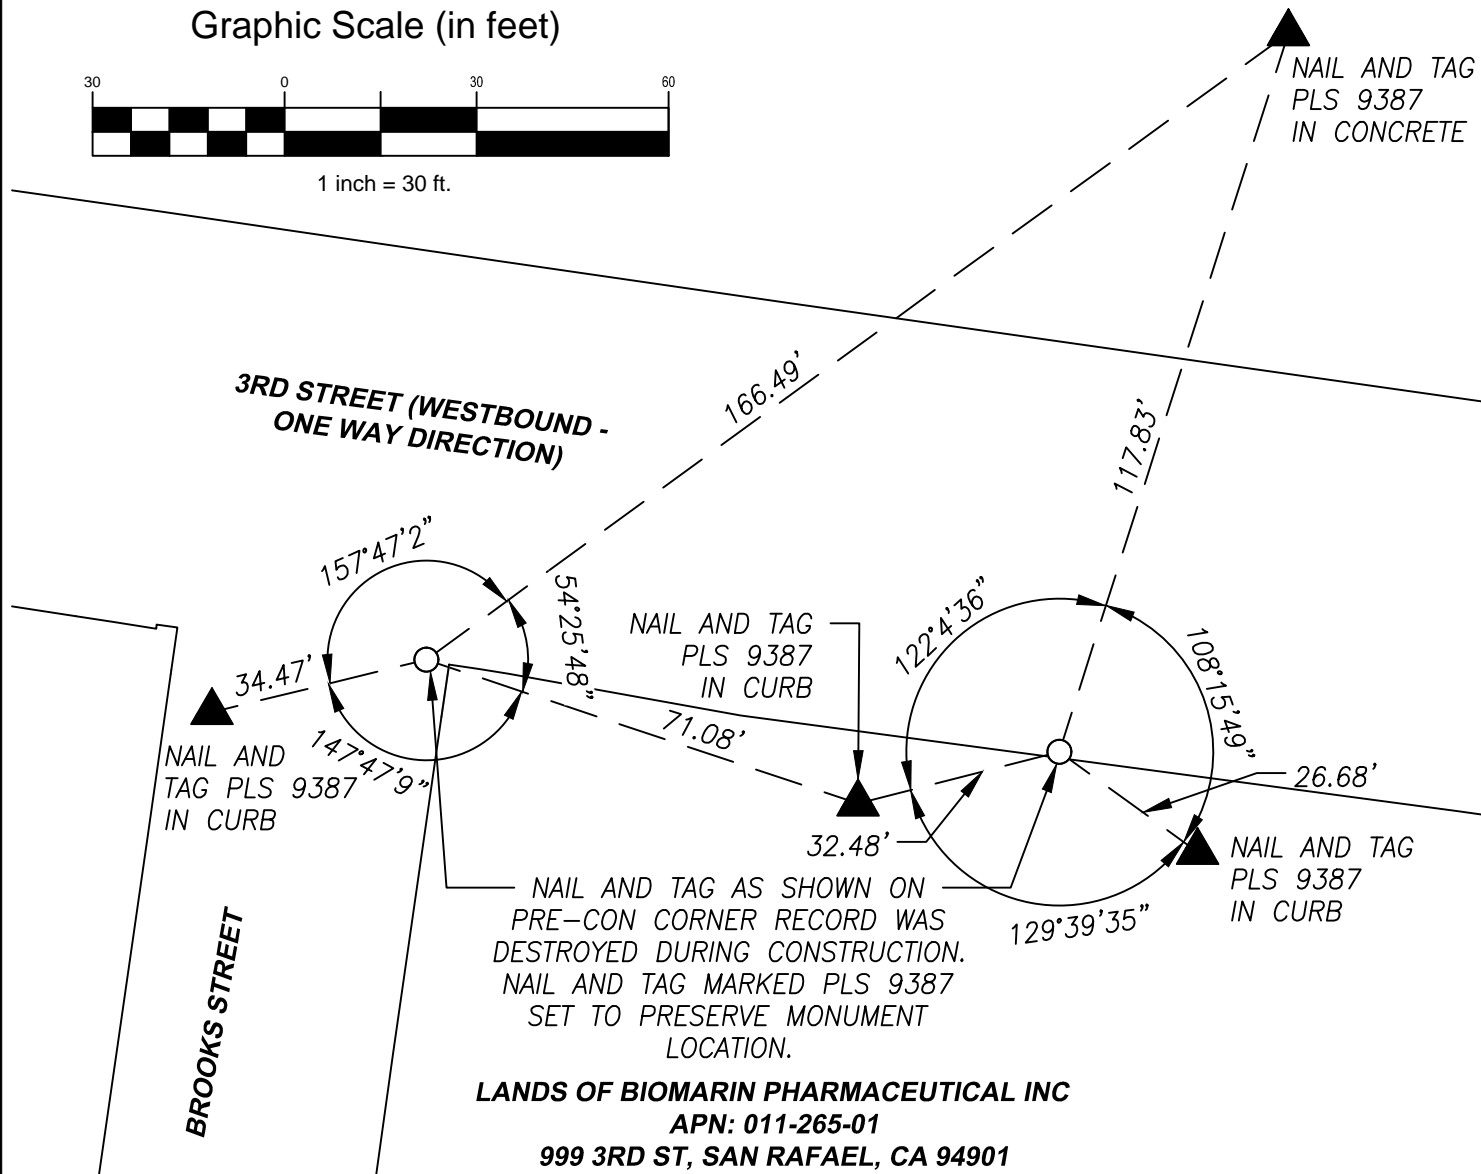 Graphic Scale (in feet)
30 0 30 60
1 inch = 30 ft.
NAIL AND TAG
PLS 9387
IN CONCRETE
3RD STREET (WESTBOUND -
ONE WAY DIRECTION)
166.49'
117.83'
157°47'2"
54°25'48"
147°47'9"
34.47'
NAIL AND
TAG PLS 9387
IN CURB
71.08'
NAIL AND TAG
PLS 9387
IN CURB
122°4'36"
108°15'49"
129°39'35"
32.48'
26.68'
NAIL AND TAG
PLS 9387
IN CURB
NAIL AND TAG AS SHOWN ON
PRE-CON CORNER RECORD WAS
DESTROYED DURING CONSTRUCTION.
NAIL AND TAG MARKED PLS 9387
SET TO PRESERVE MONUMENT
LOCATION.
BROOKS STREET
LANDS OF BIOMARIN PHARMACEUTICAL INC
APN: 011-265-01
999 3RD ST, SAN RAFAEL, CA 94901